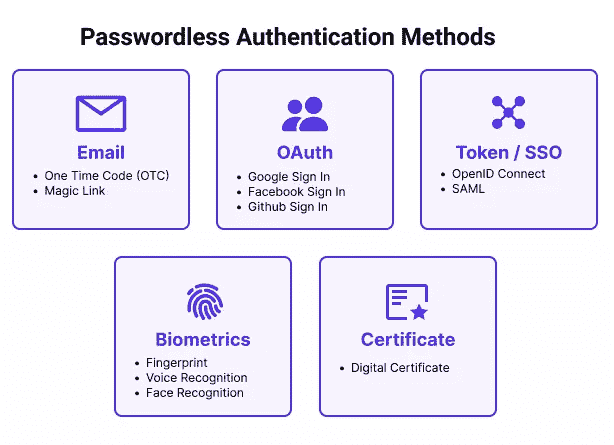 Passwordless Authentication Methods
Email
• One Time Code (OTC)
• Magic Link
OAuth
• Google Sign In
• Facebook Sign In
• Github Sign In
Token / SSO
• OpenID Connect
• SAML
Biometrics
• Fingerprint
• Voice Recognition
• Face Recognition
Certificate
• Digital Certificate